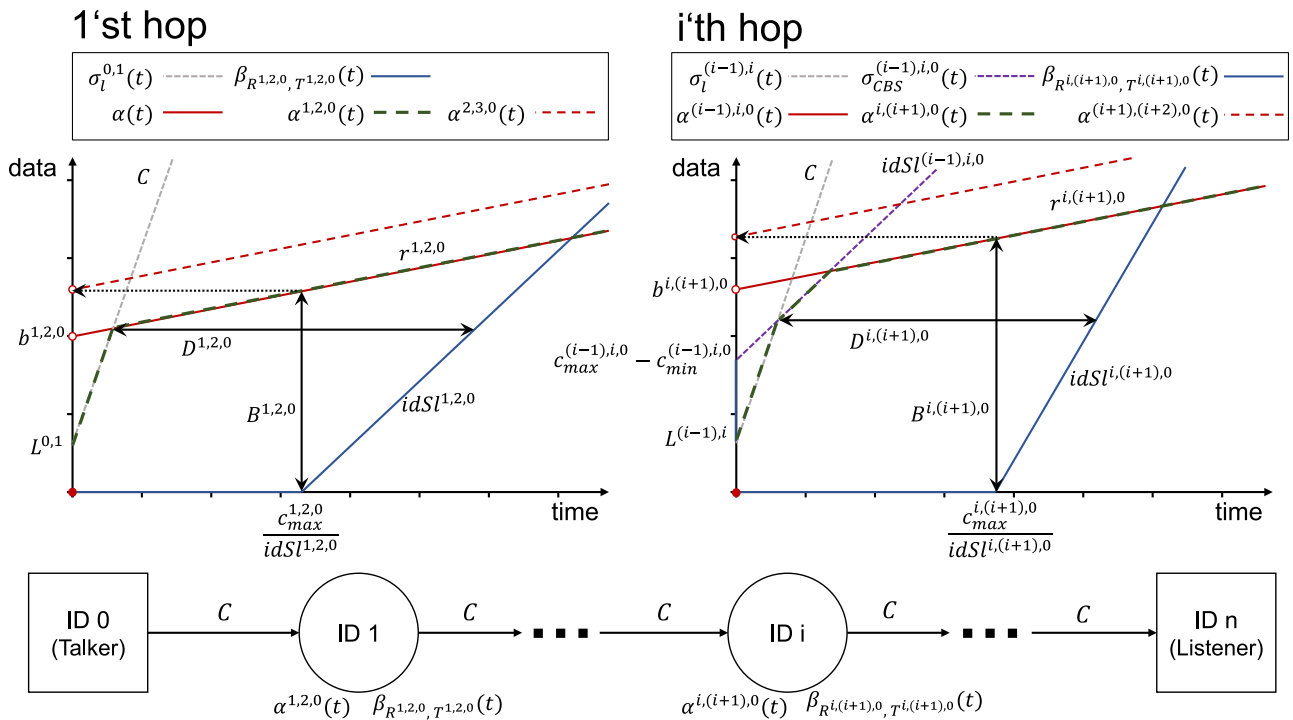 1‘st hop
σ_l^{0,1}(t) β_{R^{1,2,0}, T^{1,2,0}}(t)
α(t) α^{1,2,0}(t) α^{2,3,0}(t)
data
C
r^{1,2,0}
b^{1,2,0}
D^{1,2,0}
B^{1,2,0}
idSl^{1,2,0}
L^{0,1}
time
c_{max}^{1,2,0}
idSl^{1,2,0}
i‘th hop
σ_l^{(i−1),i}(t) σ_{CBS}^{(i−1),i,0}(t) β_{R^{i,(i+1),0}, T^{i,(i+1),0}}(t)
α^{(i−1),i,0}(t) α^{i,(i+1),0}(t) α^{(i+1),(i+2),0}(t)
data
C
idSl^{(i−1),i,0}
r^{i,(i+1),0}
b^{i,(i+1),0}
D^{i,(i+1),0}
c_{max}^{(i−1),i,0} − c_{min}^{(i−1),i,0}
idSl^{i,(i+1),0}
B^{i,(i+1),0}
L^{(i−1),i}
time
c_{max}^{i,(i+1),0}
idSl^{i,(i+1),0}
ID 0
(Talker)
C
ID 1
C
C
ID i
C
C
ID n
(Listener)
α^{1,2,0}(t) β_{R^{1,2,0}, T^{1,2,0}}(t)
α^{i,(i+1),0}(t) β_{R^{i,(i+1),0}, T^{i,(i+1),0}}(t)